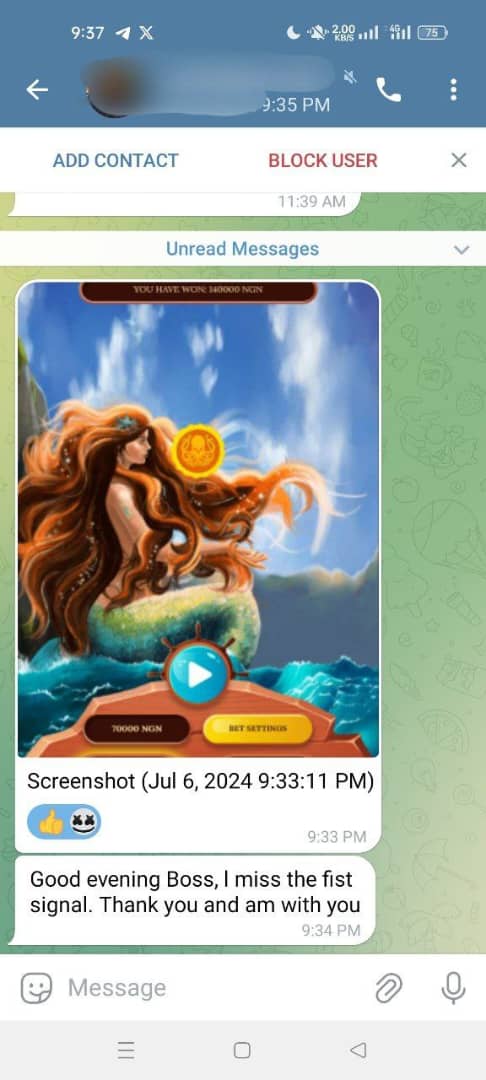 9:37
2.00
KB/S
4G
75
9:35 PM
ADD CONTACT
BLOCK USER
11:39 AM
Unread Messages
YOU HAVE WON: 140000 NGN
70000 NGN
BET SETTINGS
Screenshot (Jul 6, 2024 9:33:11 PM)
9:33 PM
Good evening Boss, I miss the fist
signal. Thank you and am with you
9:34 PM
Message